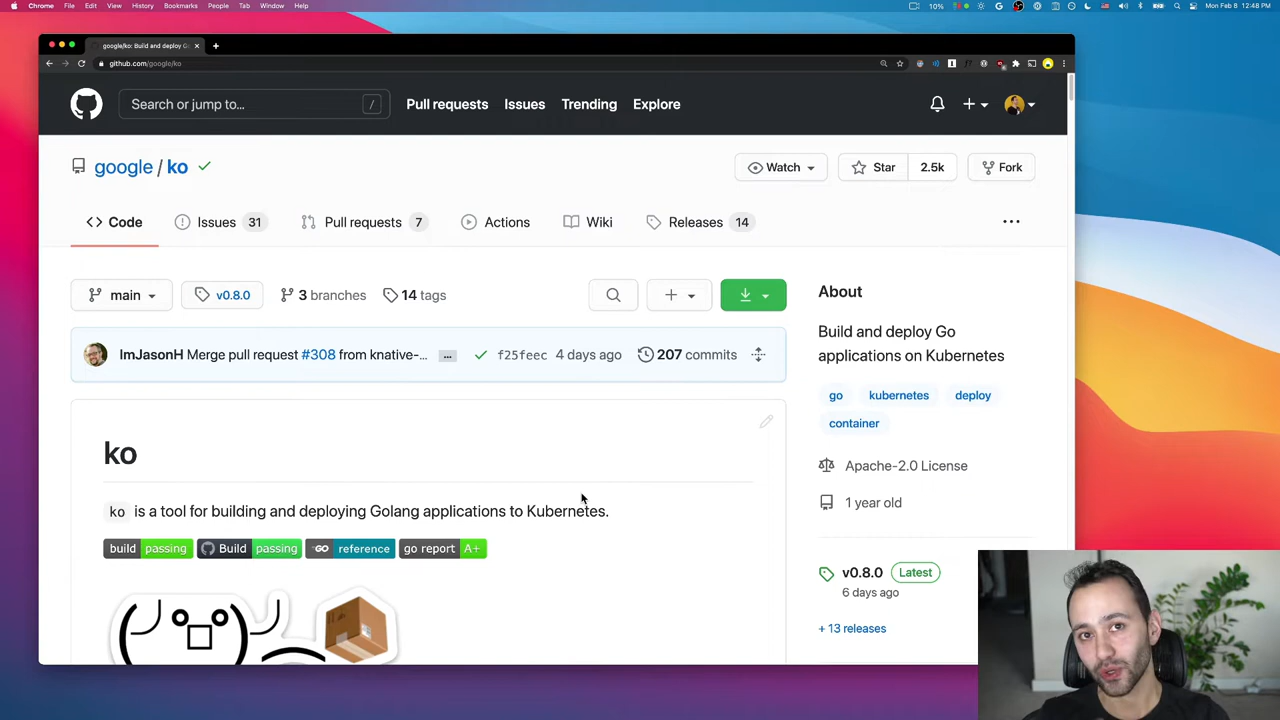 Chrome File Edit View History Bookmarks People Tab Window Help
10%
Mon Feb 8 12:48 PM
google/ko: Build and deploy G
github.com/google/ko
Search or jump to...
/
Pull requests Issues Trending Explore
google / ko
Watch
Star 2.5k
Fork
Code
Issues 31
Pull requests 7
Actions
Wiki
Releases 14
main
v0.8.0
3 branches
14 tags
About
Build and deploy Go
applications on Kubernetes
go kubernetes deploy
container
Apache-2.0 License
1 year old
v0.8.0 Latest
6 days ago
+ 13 releases
ImJasonH Merge pull request #308 from knative-... ... f25feec 4 days ago 207 commits
ko
ko is a tool for building and deploying Golang applications to Kubernetes.
build passing Build passing GO reference go report A+